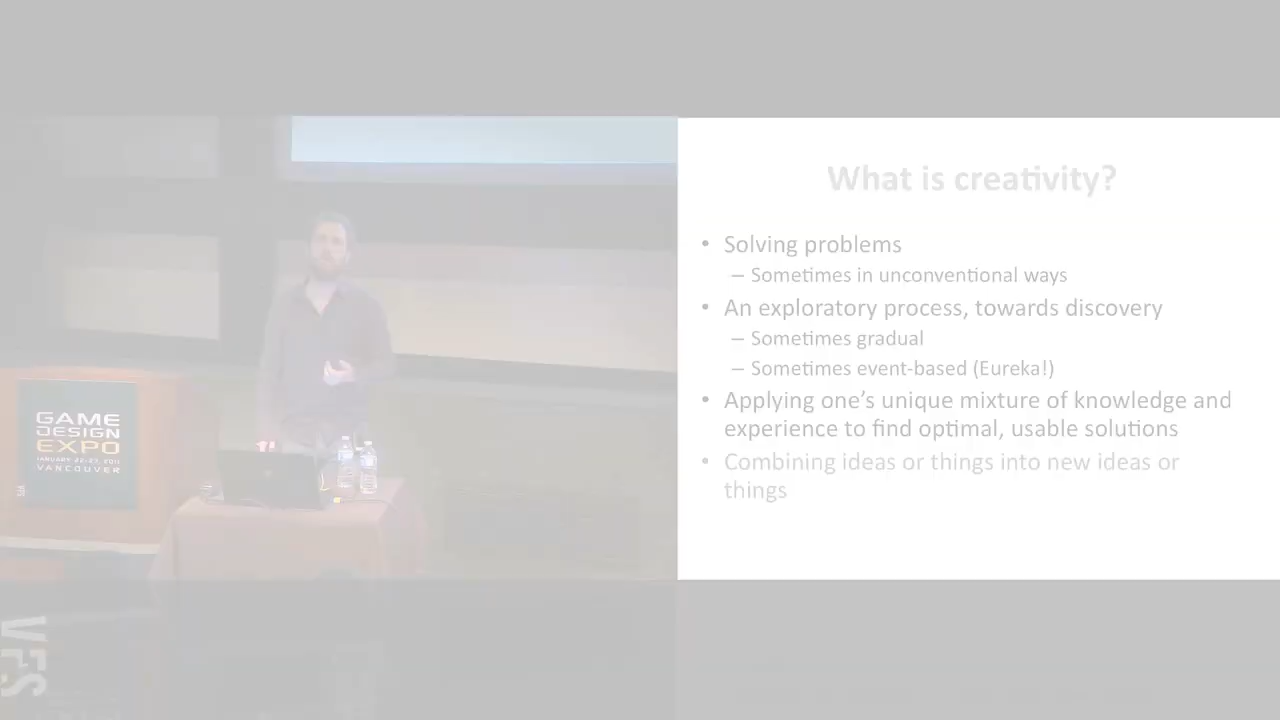 What is creativity?
• Solving problems
– Sometimes in unconventional ways
• An exploratory process, towards discovery
– Sometimes gradual
– Sometimes event-based (Eureka!)
• Applying one's unique mixture of knowledge and
experience to find optimal, usable solutions
• Combining ideas or things into new ideas or
things
GAME
DESIGN
EXPO
JANUARY 22-23, 2011
VANCOUVER
VFS